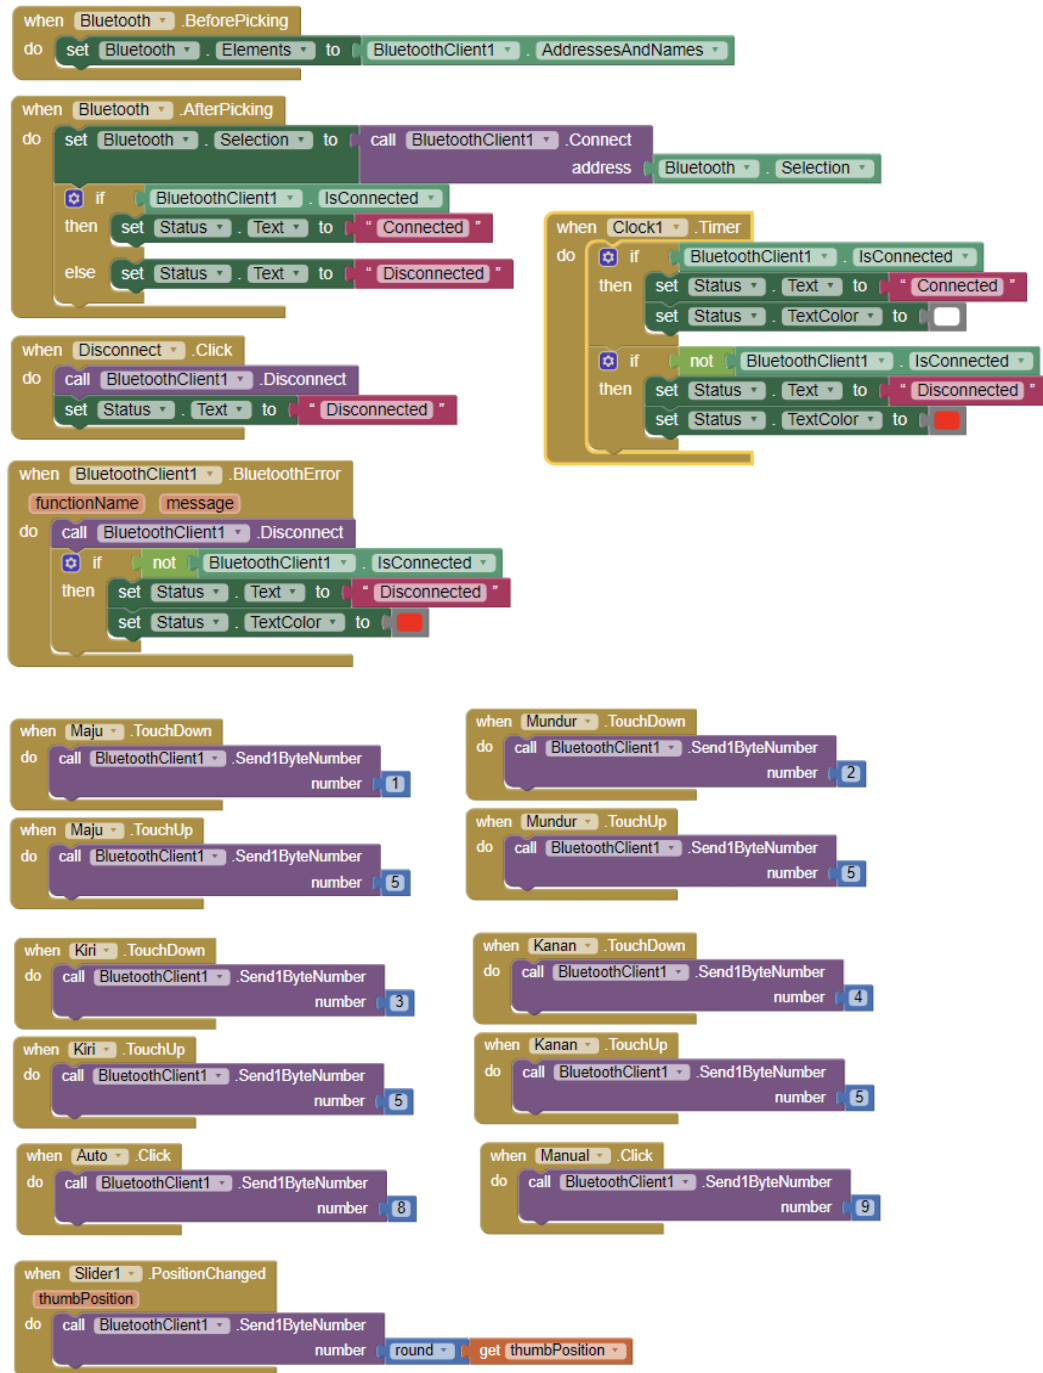 when Bluetooth .BeforePicking
do set Bluetooth . Elements to BluetoothClient1 . AddressesAndNames
when Bluetooth .AfterPicking
do set Bluetooth . Selection to call BluetoothClient1 .Connect
address Bluetooth . Selection
if BluetoothClient1 . IsConnected
then set Status . Text to " Connected "
else set Status . Text to " Disconnected "
when Clock1 .Timer
do if BluetoothClient1 . IsConnected
then set Status . Text to " Connected "
set Status . TextColor to
if not BluetoothClient1 . IsConnected
then set Status . Text to " Disconnected "
set Status . TextColor to
when Disconnect .Click
do call BluetoothClient1 .Disconnect
set Status . Text to " Disconnected "
when BluetoothClient1 .BluetoothError
functionName message
do call BluetoothClient1 .Disconnect
if not BluetoothClient1 . IsConnected
then set Status . Text to " Disconnected "
set Status . TextColor to
when Maju .TouchDown
do call BluetoothClient1 .Send1ByteNumber
number 1
when Mundur .TouchDown
do call BluetoothClient1 .Send1ByteNumber
number 2
when Maju .TouchUp
do call BluetoothClient1 .Send1ByteNumber
number 5
when Mundur .TouchUp
do call BluetoothClient1 .Send1ByteNumber
number 5
when Kiri .TouchDown
do call BluetoothClient1 .Send1ByteNumber
number 3
when Kanan .TouchDown
do call BluetoothClient1 .Send1ByteNumber
number 4
when Kiri .TouchUp
do call BluetoothClient1 .Send1ByteNumber
number 5
when Kanan .TouchUp
do call BluetoothClient1 .Send1ByteNumber
number 5
when Auto .Click
do call BluetoothClient1 .Send1ByteNumber
number 8
when Manual .Click
do call BluetoothClient1 .Send1ByteNumber
number 9
when Slider1 .PositionChanged
thumbPosition
do call BluetoothClient1 .Send1ByteNumber
number round get thumbPosition